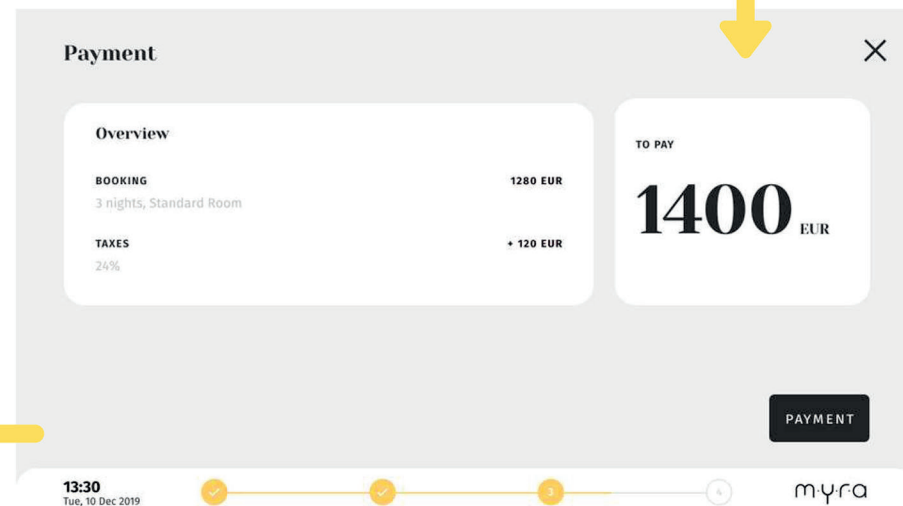 Payment
Overview
BOOKING 1280 EUR
3 nights, Standard Room
TAXES + 120 EUR
24%
TO PAY
1400 EUR
PAYMENT
13:30
Tue, 10 Dec 2019
3
4
m·y·r·a